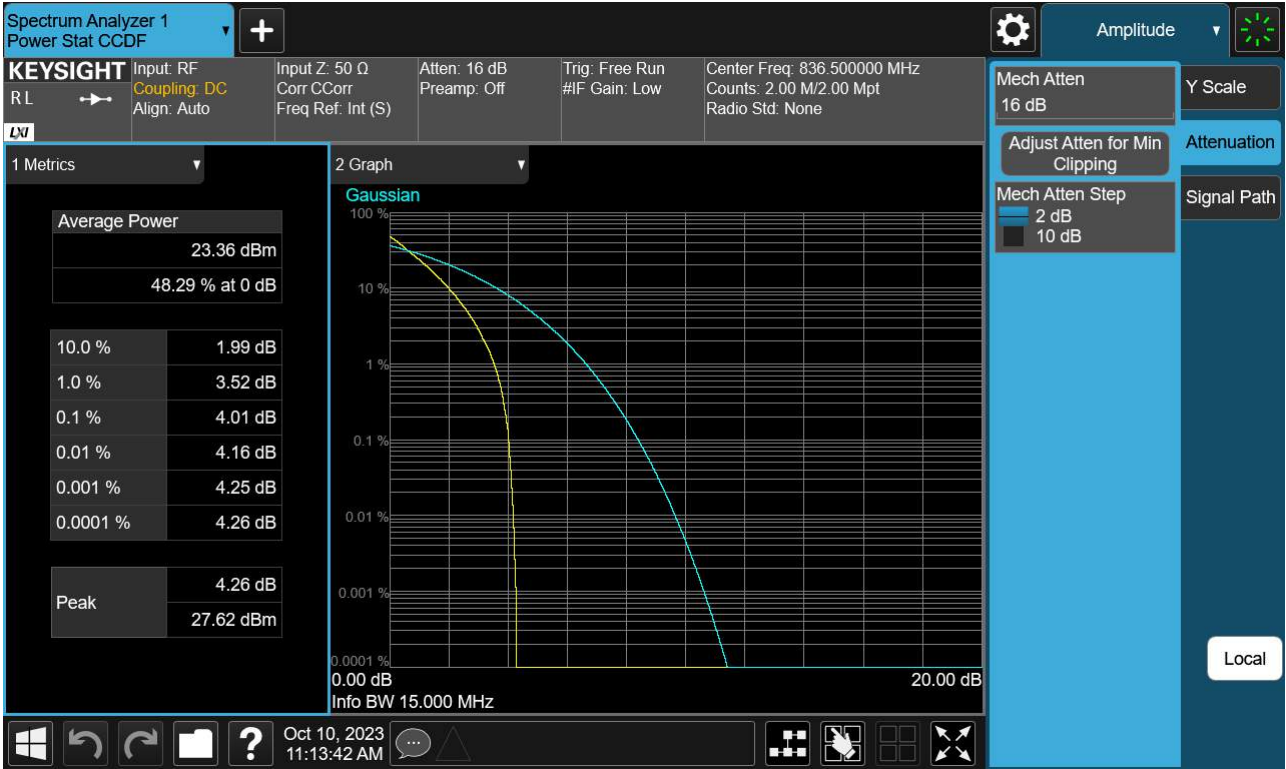 Spectrum Analyzer 1
Power Stat CCDF
Amplitude
KEYSIGHT
RL
LXI
Input: RF
Coupling: DC
Align: Auto
Input Z: 50 Ω
Corr CCorr
Freq Ref: Int (S)
Atten: 16 dB
Preamp: Off
Trig: Free Run
#IF Gain: Low
Center Freq: 836.500000 MHz
Counts: 2.00 M/2.00 Mpt
Radio Std: None
1 Metrics
Average Power
23.36 dBm
48.29 % at 0 dB
10.0 % 1.99 dB
1.0 % 3.52 dB
0.1 % 4.01 dB
0.01 % 4.16 dB
0.001 % 4.25 dB
0.0001 % 4.26 dB
Peak
4.26 dB
27.62 dBm
2 Graph
Gaussian
100 %
10 %
1 %
0.1 %
0.01 %
0.001 %
0.0001 %
0.00 dB 20.00 dB
Info BW 15.000 MHz
Mech Atten
16 dB
Adjust Atten for Min
Clipping
Mech Atten Step
2 dB
10 dB
Y Scale
Attenuation
Signal Path
Local
?
Oct 10, 2023
11:13:42 AM